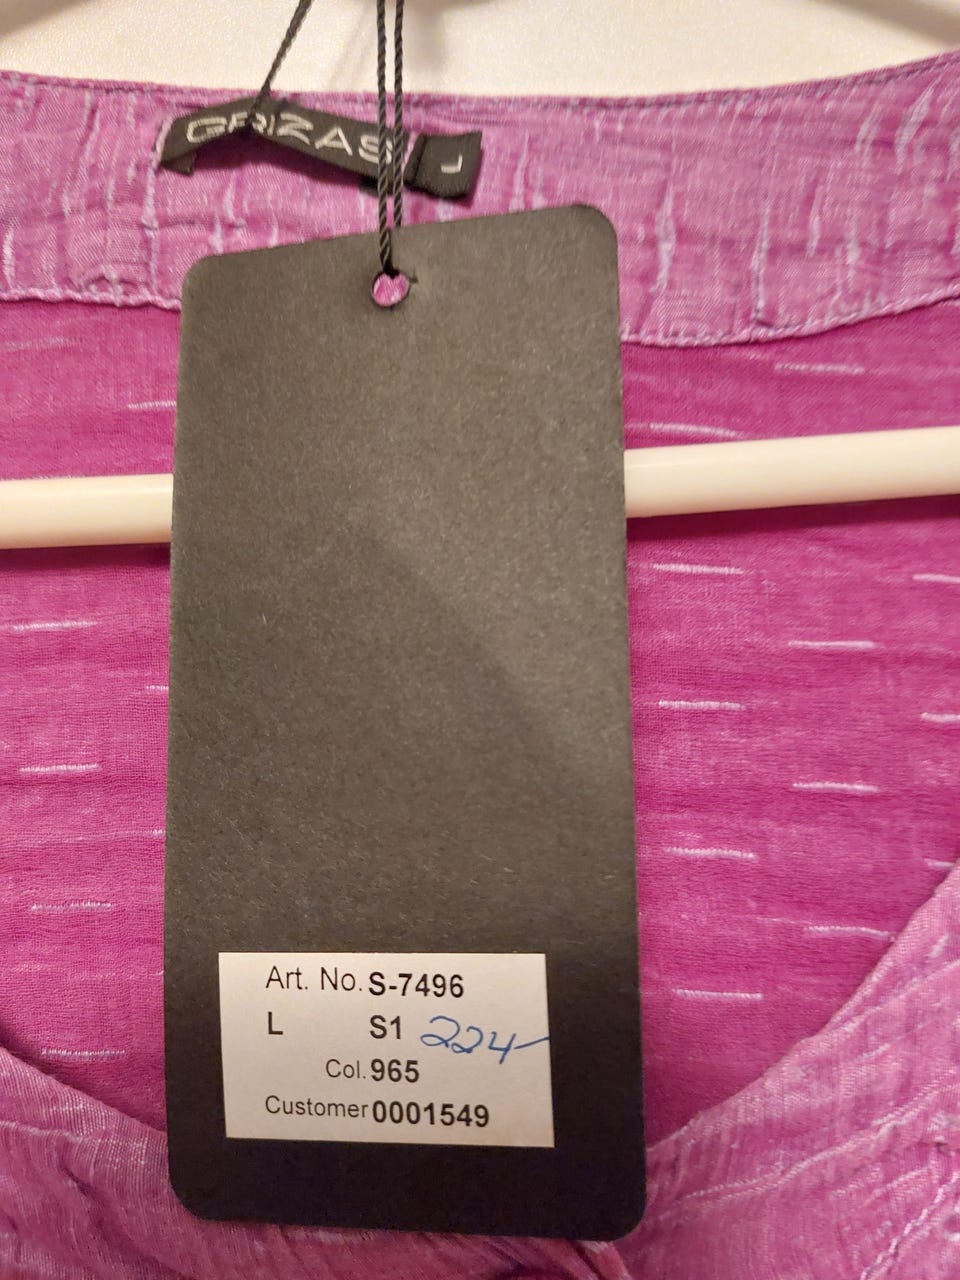 GRIZAS
L
Art. No. S-7496
L S1 224-
Col. 965
Customer 0001549